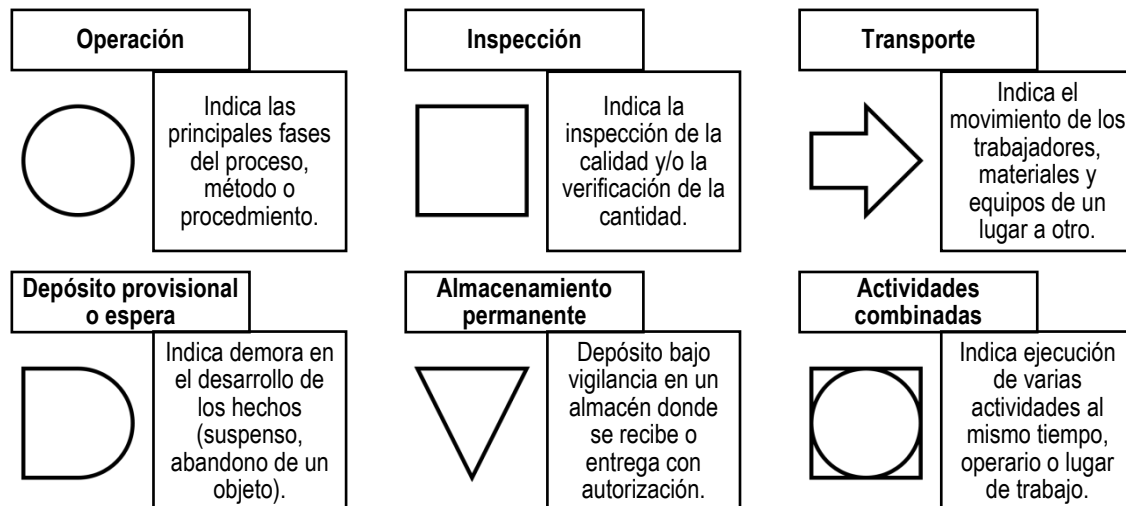 Operación
Indica las
principales fases
del proceso,
método o
procedmiento.
Inspección
Indica la
inspección de la
calidad y/o la
verificación de la
cantidad.
Transporte
Indica el
movimiento de los
trabajadores,
materiales y
equipos de un
lugar a otro.
Depósito provisional
o espera
Indica demora en
el desarrollo de
los hechos
(suspenso,
abandono de un
objeto).
Almacenamiento
permanente
Depósito bajo
vigilancia en un
almacén donde
se recibe o
entrega con
autorización.
Actividades
combinadas
Indica ejecución
de varias
actividades al
mismo tiempo,
operario o lugar
de trabajo.